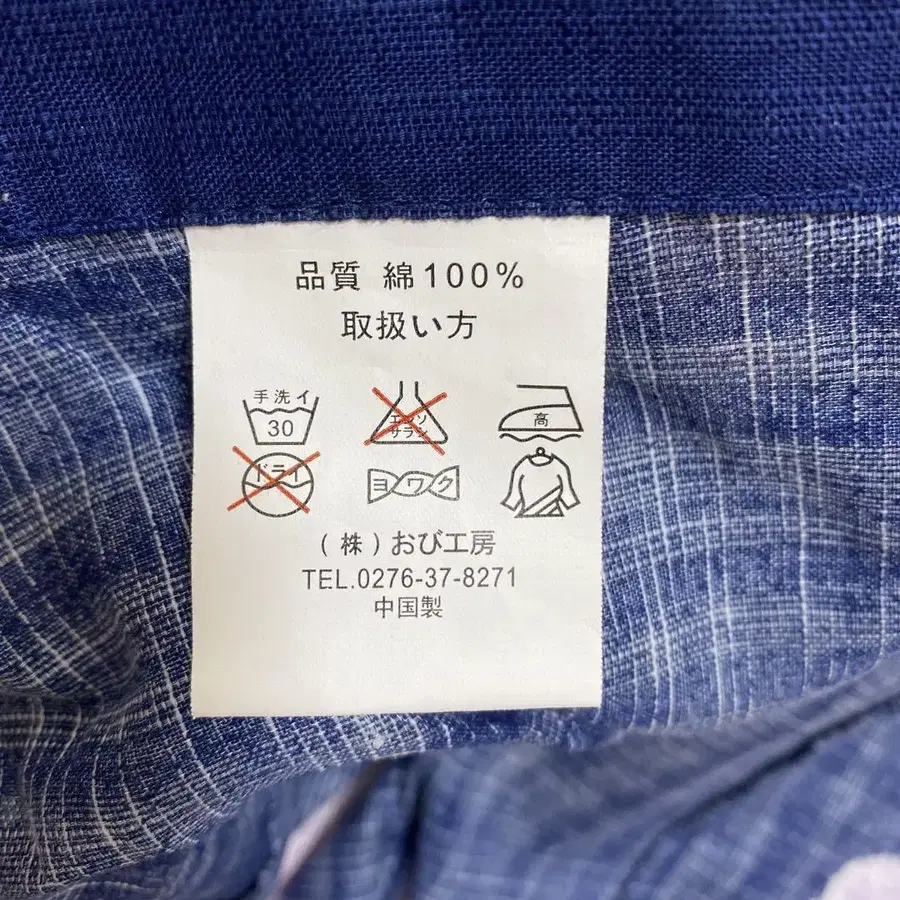 品質 綿100%
取扱い方
手洗イ
30
エンソ
サラシ
高
ドライ
ヨワク
(株)おび工房
TEL.0276-37-8271
中国製